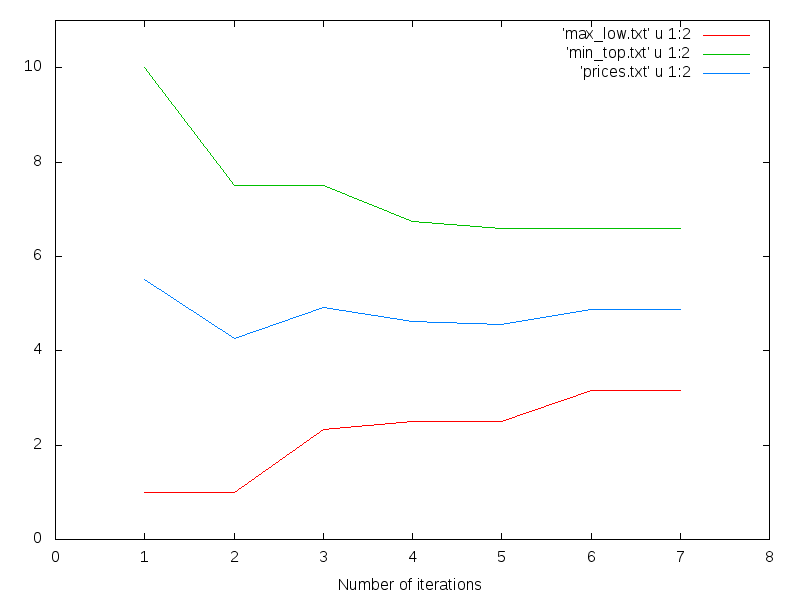 'max_low.txt' u 1:2
'min_top.txt' u 1:2
'prices.txt' u 1:2
10
8
6
4
2
0
0 1 2 3 4 5 6 7 8
Number of iterations